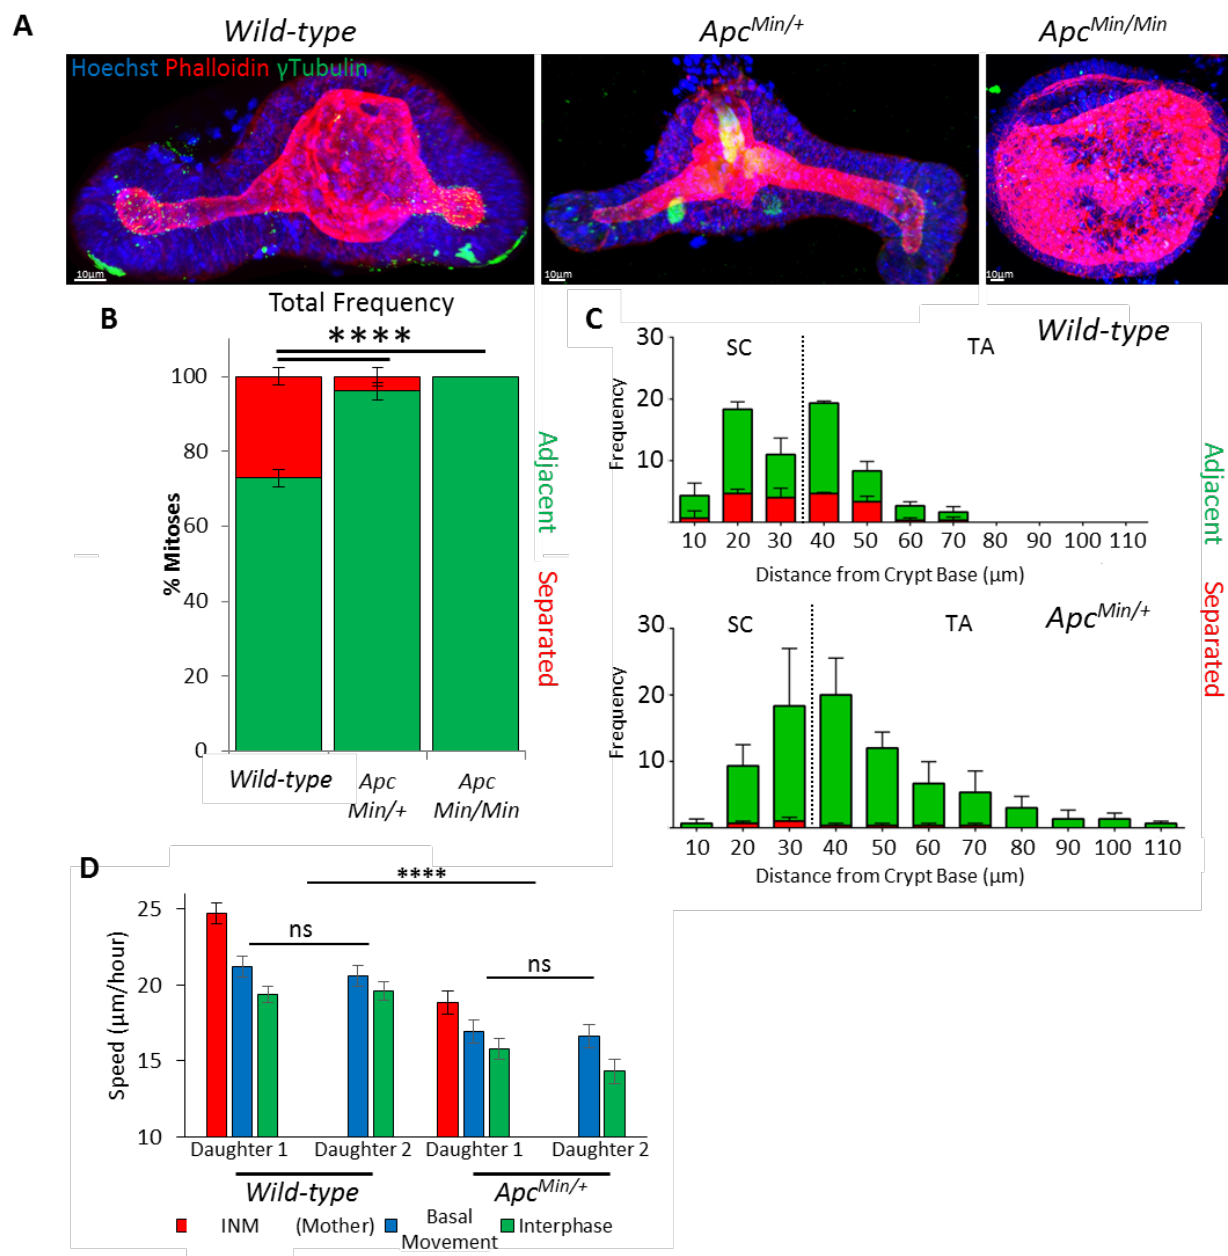 A
Wild-type
Apc^Min/+
Apc^Min/Min
Hoechst Phalloidin γTubulin
10µm
10µm
10µm
B
Total Frequency
****
% Mitoses
100
80
60
40
20
0
Wild-type
Apc
Min/+
Apc
Min/Min
Adjacent
Separated
C
Wild-type
SC
TA
Frequency
30
20
10
10 20 30 40 50 60 70 80 90 100 110
Distance from Crypt Base (µm)
Apc^Min/+
SC
TA
Frequency
30
20
10
10 20 30 40 50 60 70 80 90 100 110
Distance from Crypt Base (µm)
Adjacent
Separated
D
****
ns
ns
Speed (µm/hour)
25
20
15
10
Daughter 1 Daughter 2 Daughter 1 Daughter 2
Wild-type
Apc^Min/+
INM (Mother) Basal Movement Interphase